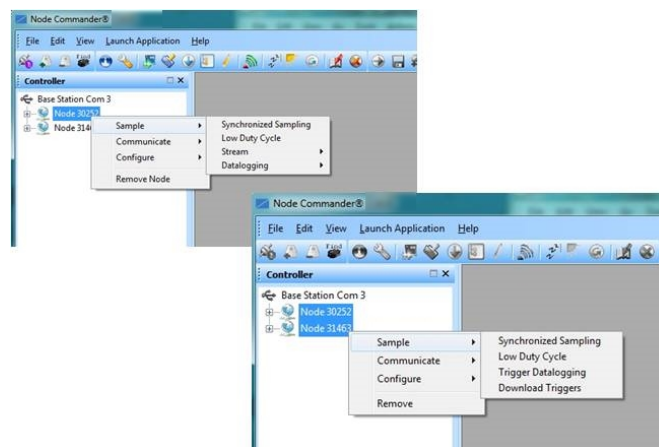 Node Commander®
File Edit View Launch Application Help
Find
Controller
Base Station Com 3
Node 30252
Node 314
Sample
Communicate
Configure
Remove Node
Synchronized Sampling
Low Duty Cycle
Stream
Datalogging
Node Commander®
File Edit View Launch Application Help
Find
Controller
Base Station Com 3
Node 30252
Node 31463
Sample
Communicate
Configure
Remove
Synchronized Sampling
Low Duty Cycle
Trigger Datalogging
Download Triggers